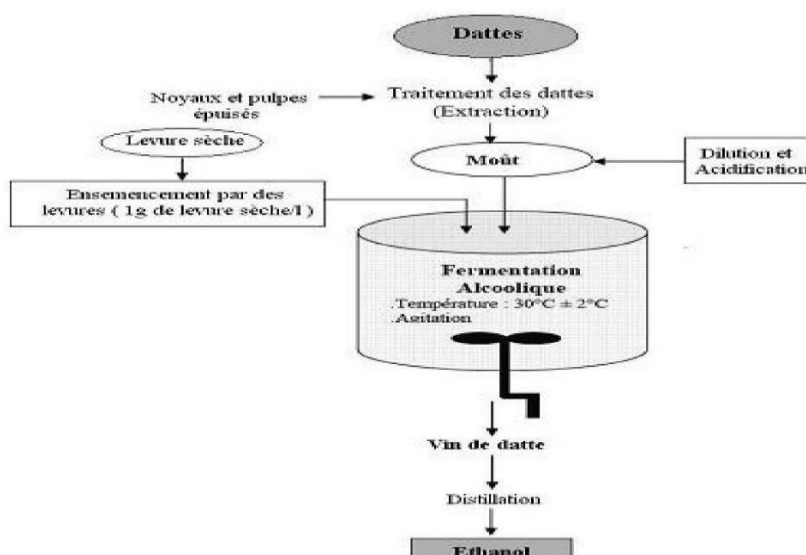 Dattes
Noyaux et pulpes
épuisés
Traitement des dattes
(Extraction)
Levure sèche
Moût
Dilution et
Acidification
Ensemencement par des
levures ( 1g de levure sèche/l )
Fermentation
Alcoolique
.Température : 30°C ± 2°C
.Agitation
Vin de datte
Distillation
Ethanol